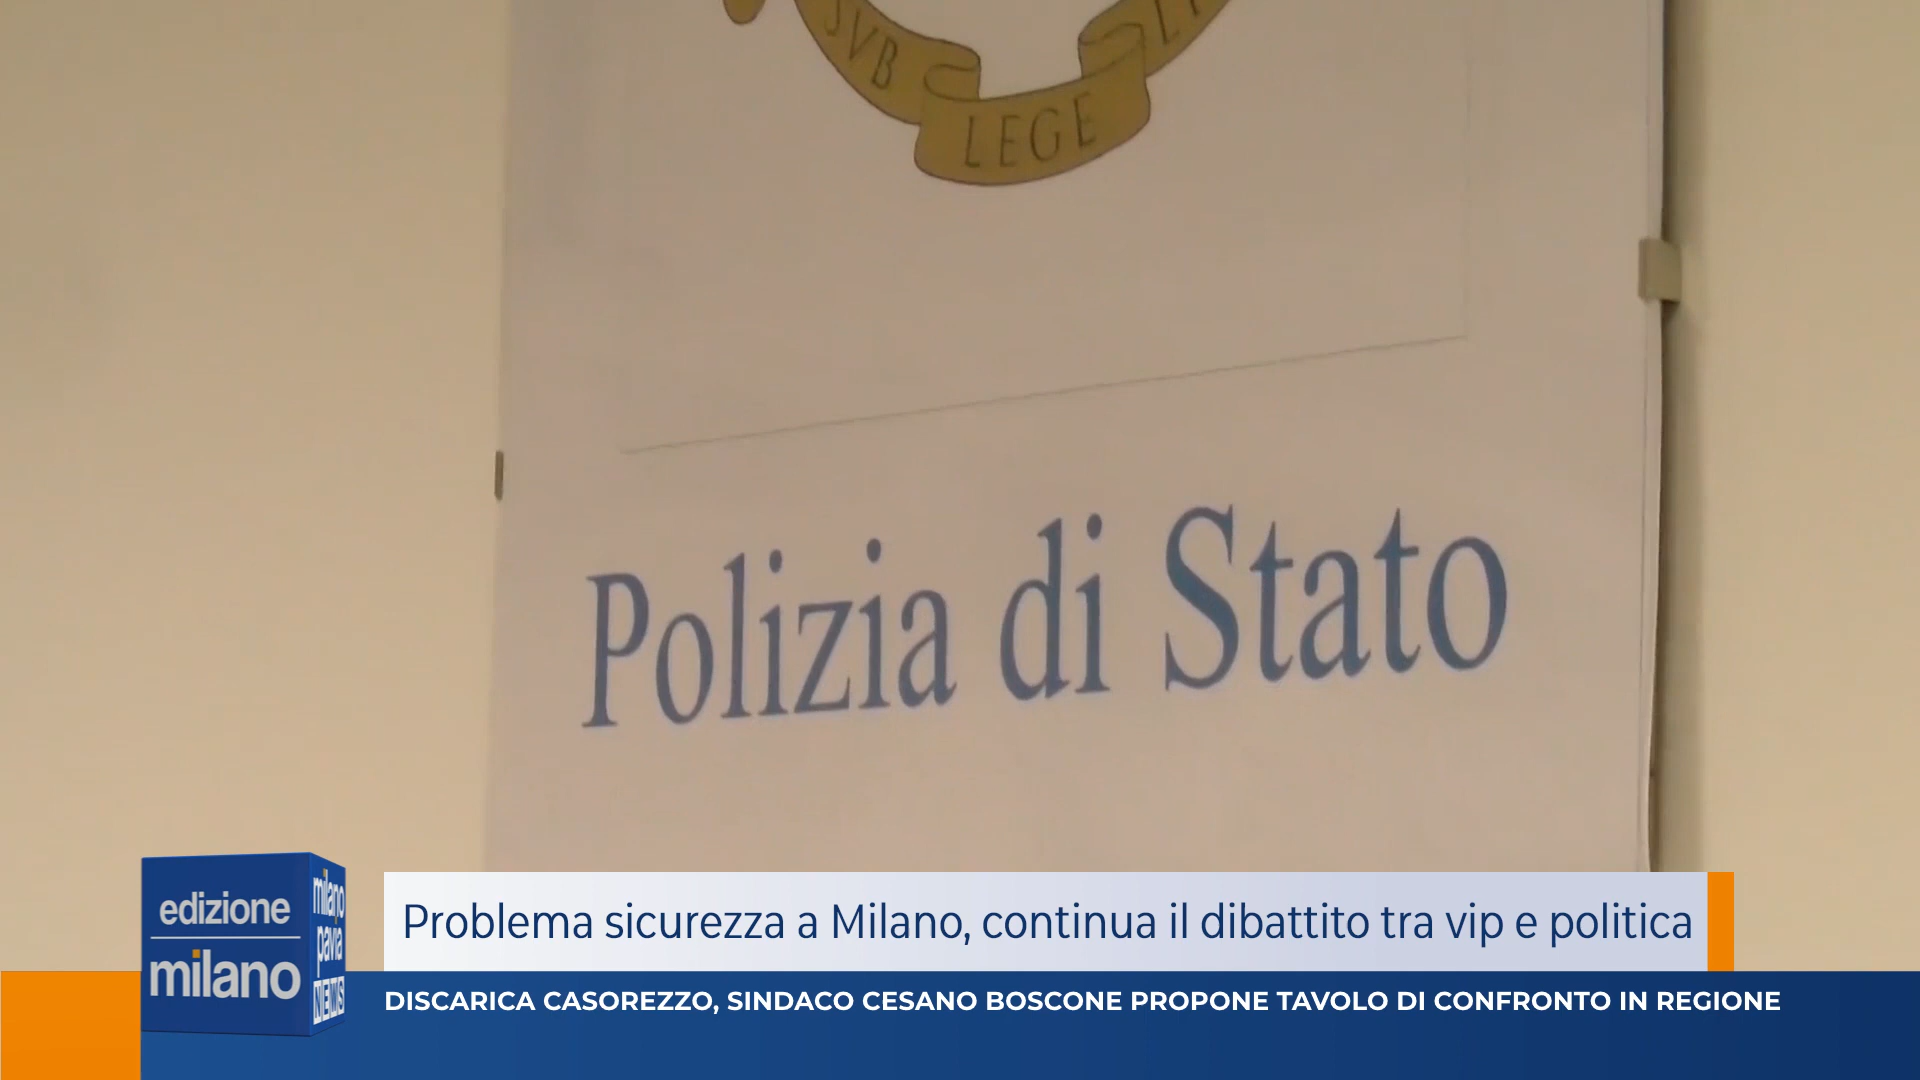 SVB LEGE
Polizia di Stato
edizione
milano
milano
pavia
NEWS
Problema sicurezza a Milano, continua il dibattito tra vip e politica
DISCARICA CASOREZZO, SINDACO CESANO BOSCONE PROPONE TAVOLO DI CONFRONTO IN REGIONE